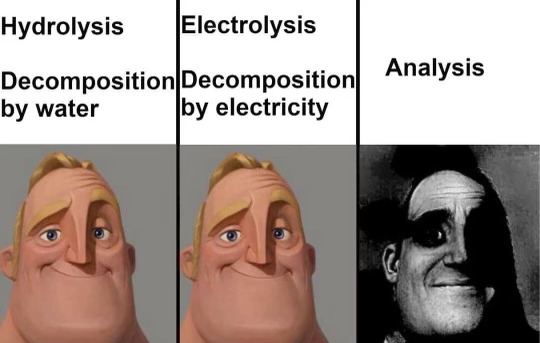 Hydrolysis
Decomposition
by water
Electrolysis
Decomposition
by electricity
Analysis